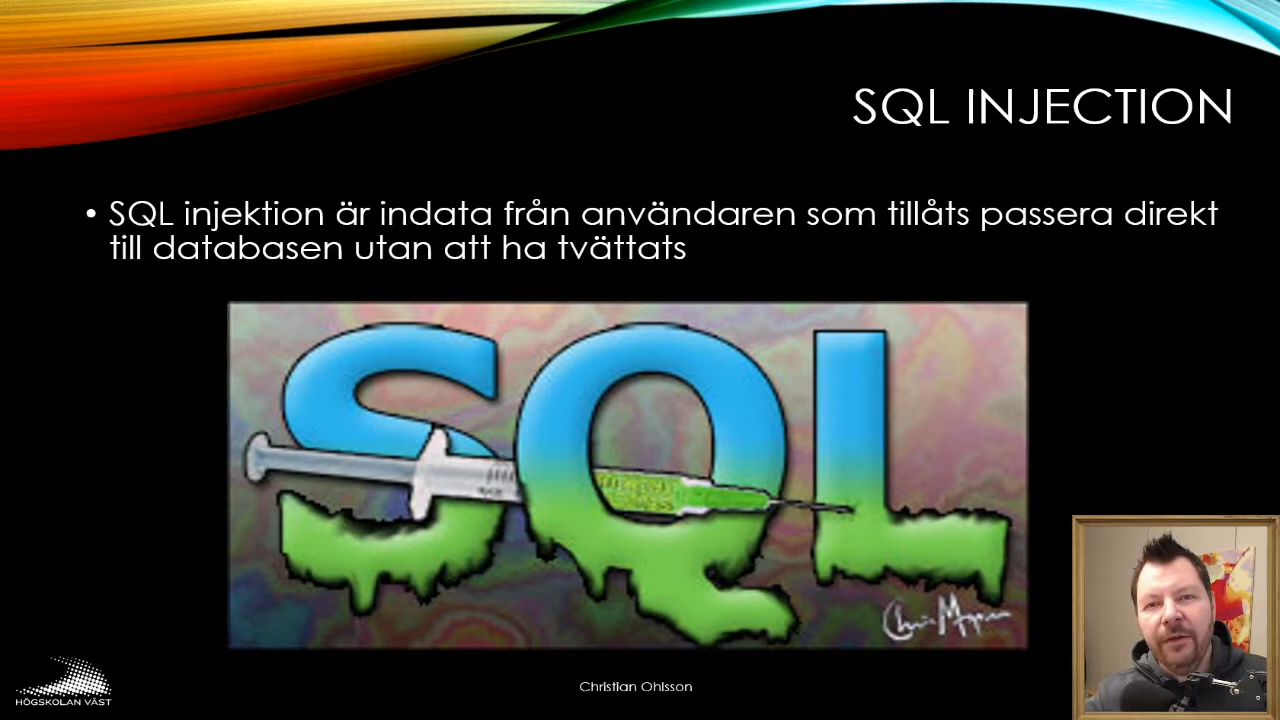 SQL INJECTION
• SQL injektion är indata från användaren som tillåts passera direkt
till databasen utan att ha tvättats
SQL
Christian Ohlsson
HÖGSKOLAN VÄST